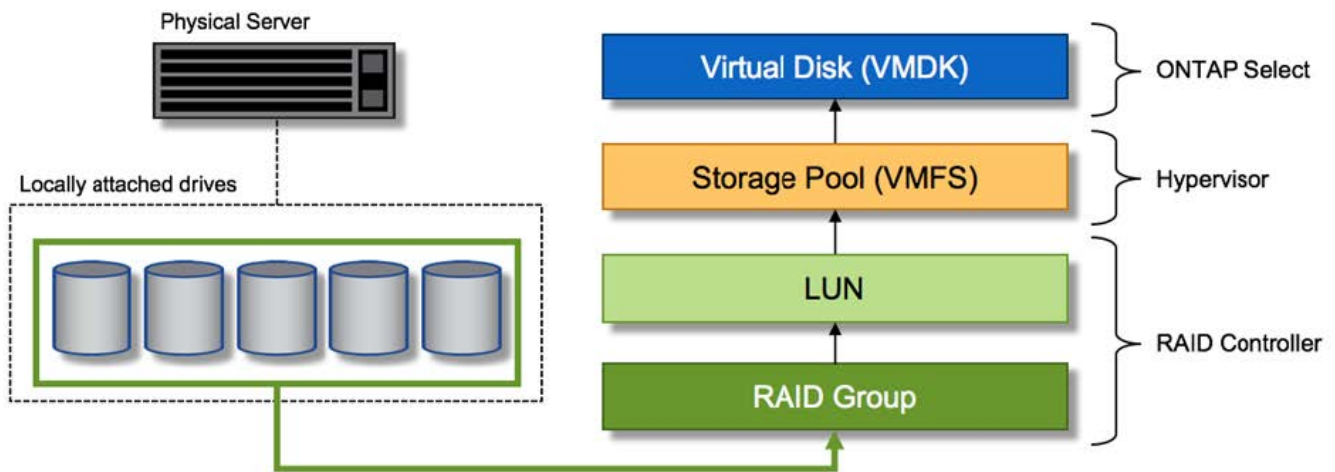 Physical Server
Locally attached drives
Virtual Disk (VMDK)
ONTAP Select
Storage Pool (VMFS)
Hypervisor
LUN
RAID Controller
RAID Group